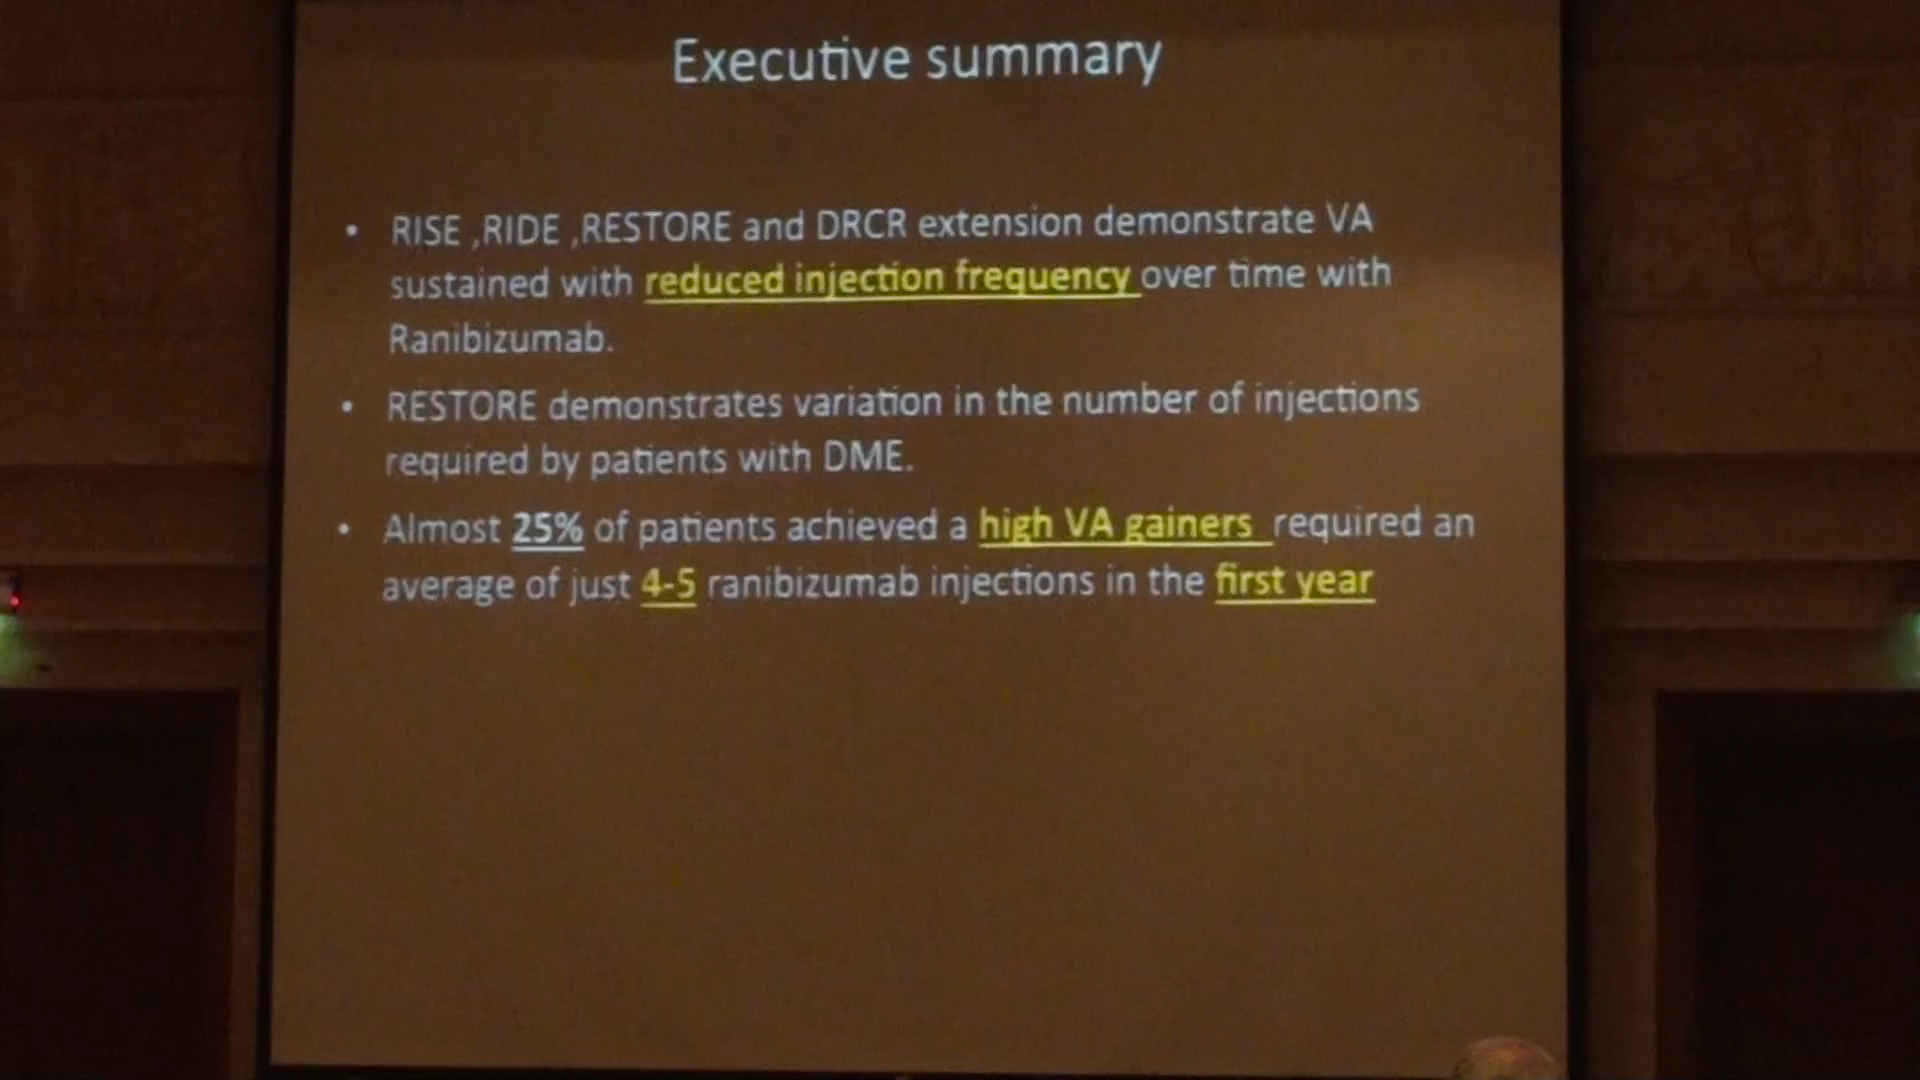 Executive summary
• RISE ,RIDE ,RESTORE and DRCR extension demonstrate VA
sustained with reduced injection frequency over time with
Ranibizumab.
• RESTORE demonstrates variation in the number of injections
required by patients with DME.
• Almost 25% of patients achieved a high VA gainers required an
average of just 4-5 ranibizumab injections in the first year